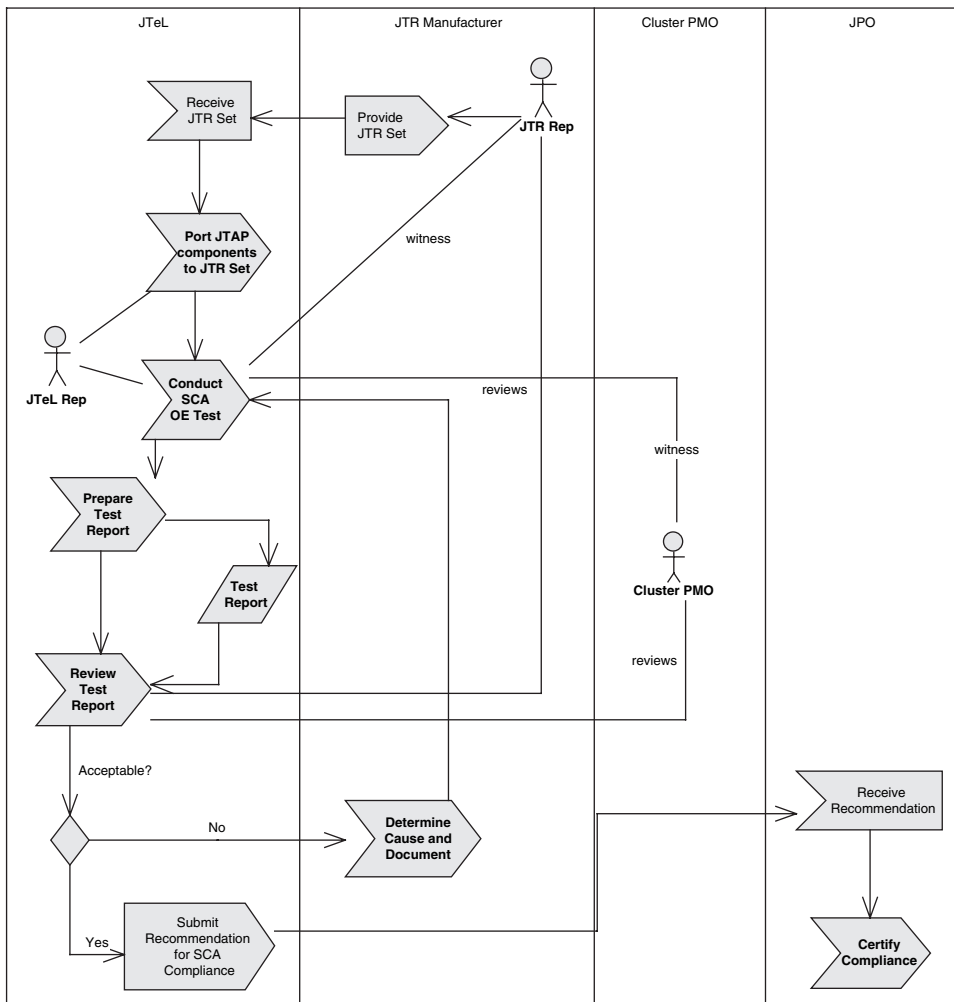 JTeL
JTR Manufacturer
Cluster PMO
JPO
Receive
JTR Set
Provide
JTR Set
JTR Rep
Port JTAP
components
to JTR Set
witness
JTeL Rep
Conduct
SCA
OE Test
reviews
witness
Prepare
Test
Report
Test
Report
Cluster PMO
reviews
Review
Test
Report
Acceptable?
No
Determine
Cause and
Document
Receive
Recommendation
Yes
Submit
Recommendation
for SCA
Compliance
Certify
Compliance